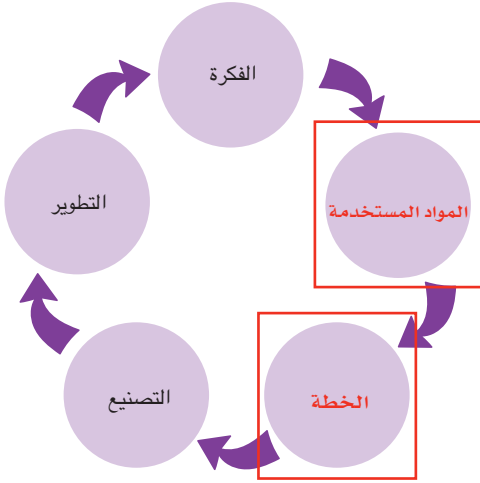 الفكرة
المواد المستخدمة
الخطة
التصنيع
التطوير